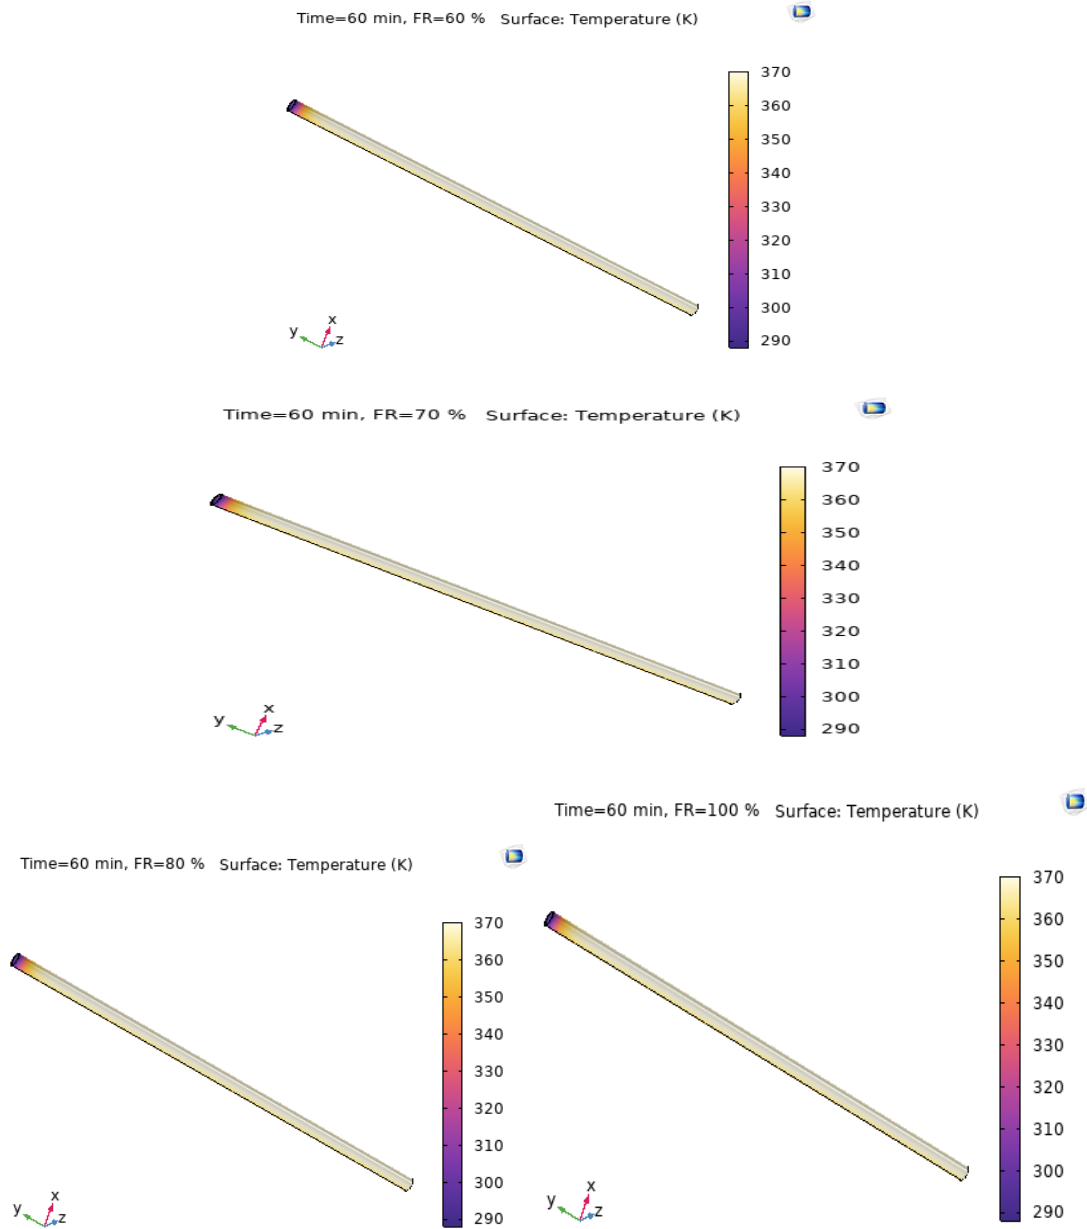 Time=60 min, FR=60 % Surface: Temperature (K)
370
360
350
340
330
320
310
300
290
x
y
z
Time=60 min, FR=70 % Surface: Temperature (K)
370
360
350
340
330
320
310
300
290
x
y
z
Time=60 min, FR=80 % Surface: Temperature (K)
370
360
350
340
330
320
310
300
290
x
y
z
Time=60 min, FR=100 % Surface: Temperature (K)
370
360
350
340
330
320
310
300
290
x
y
z